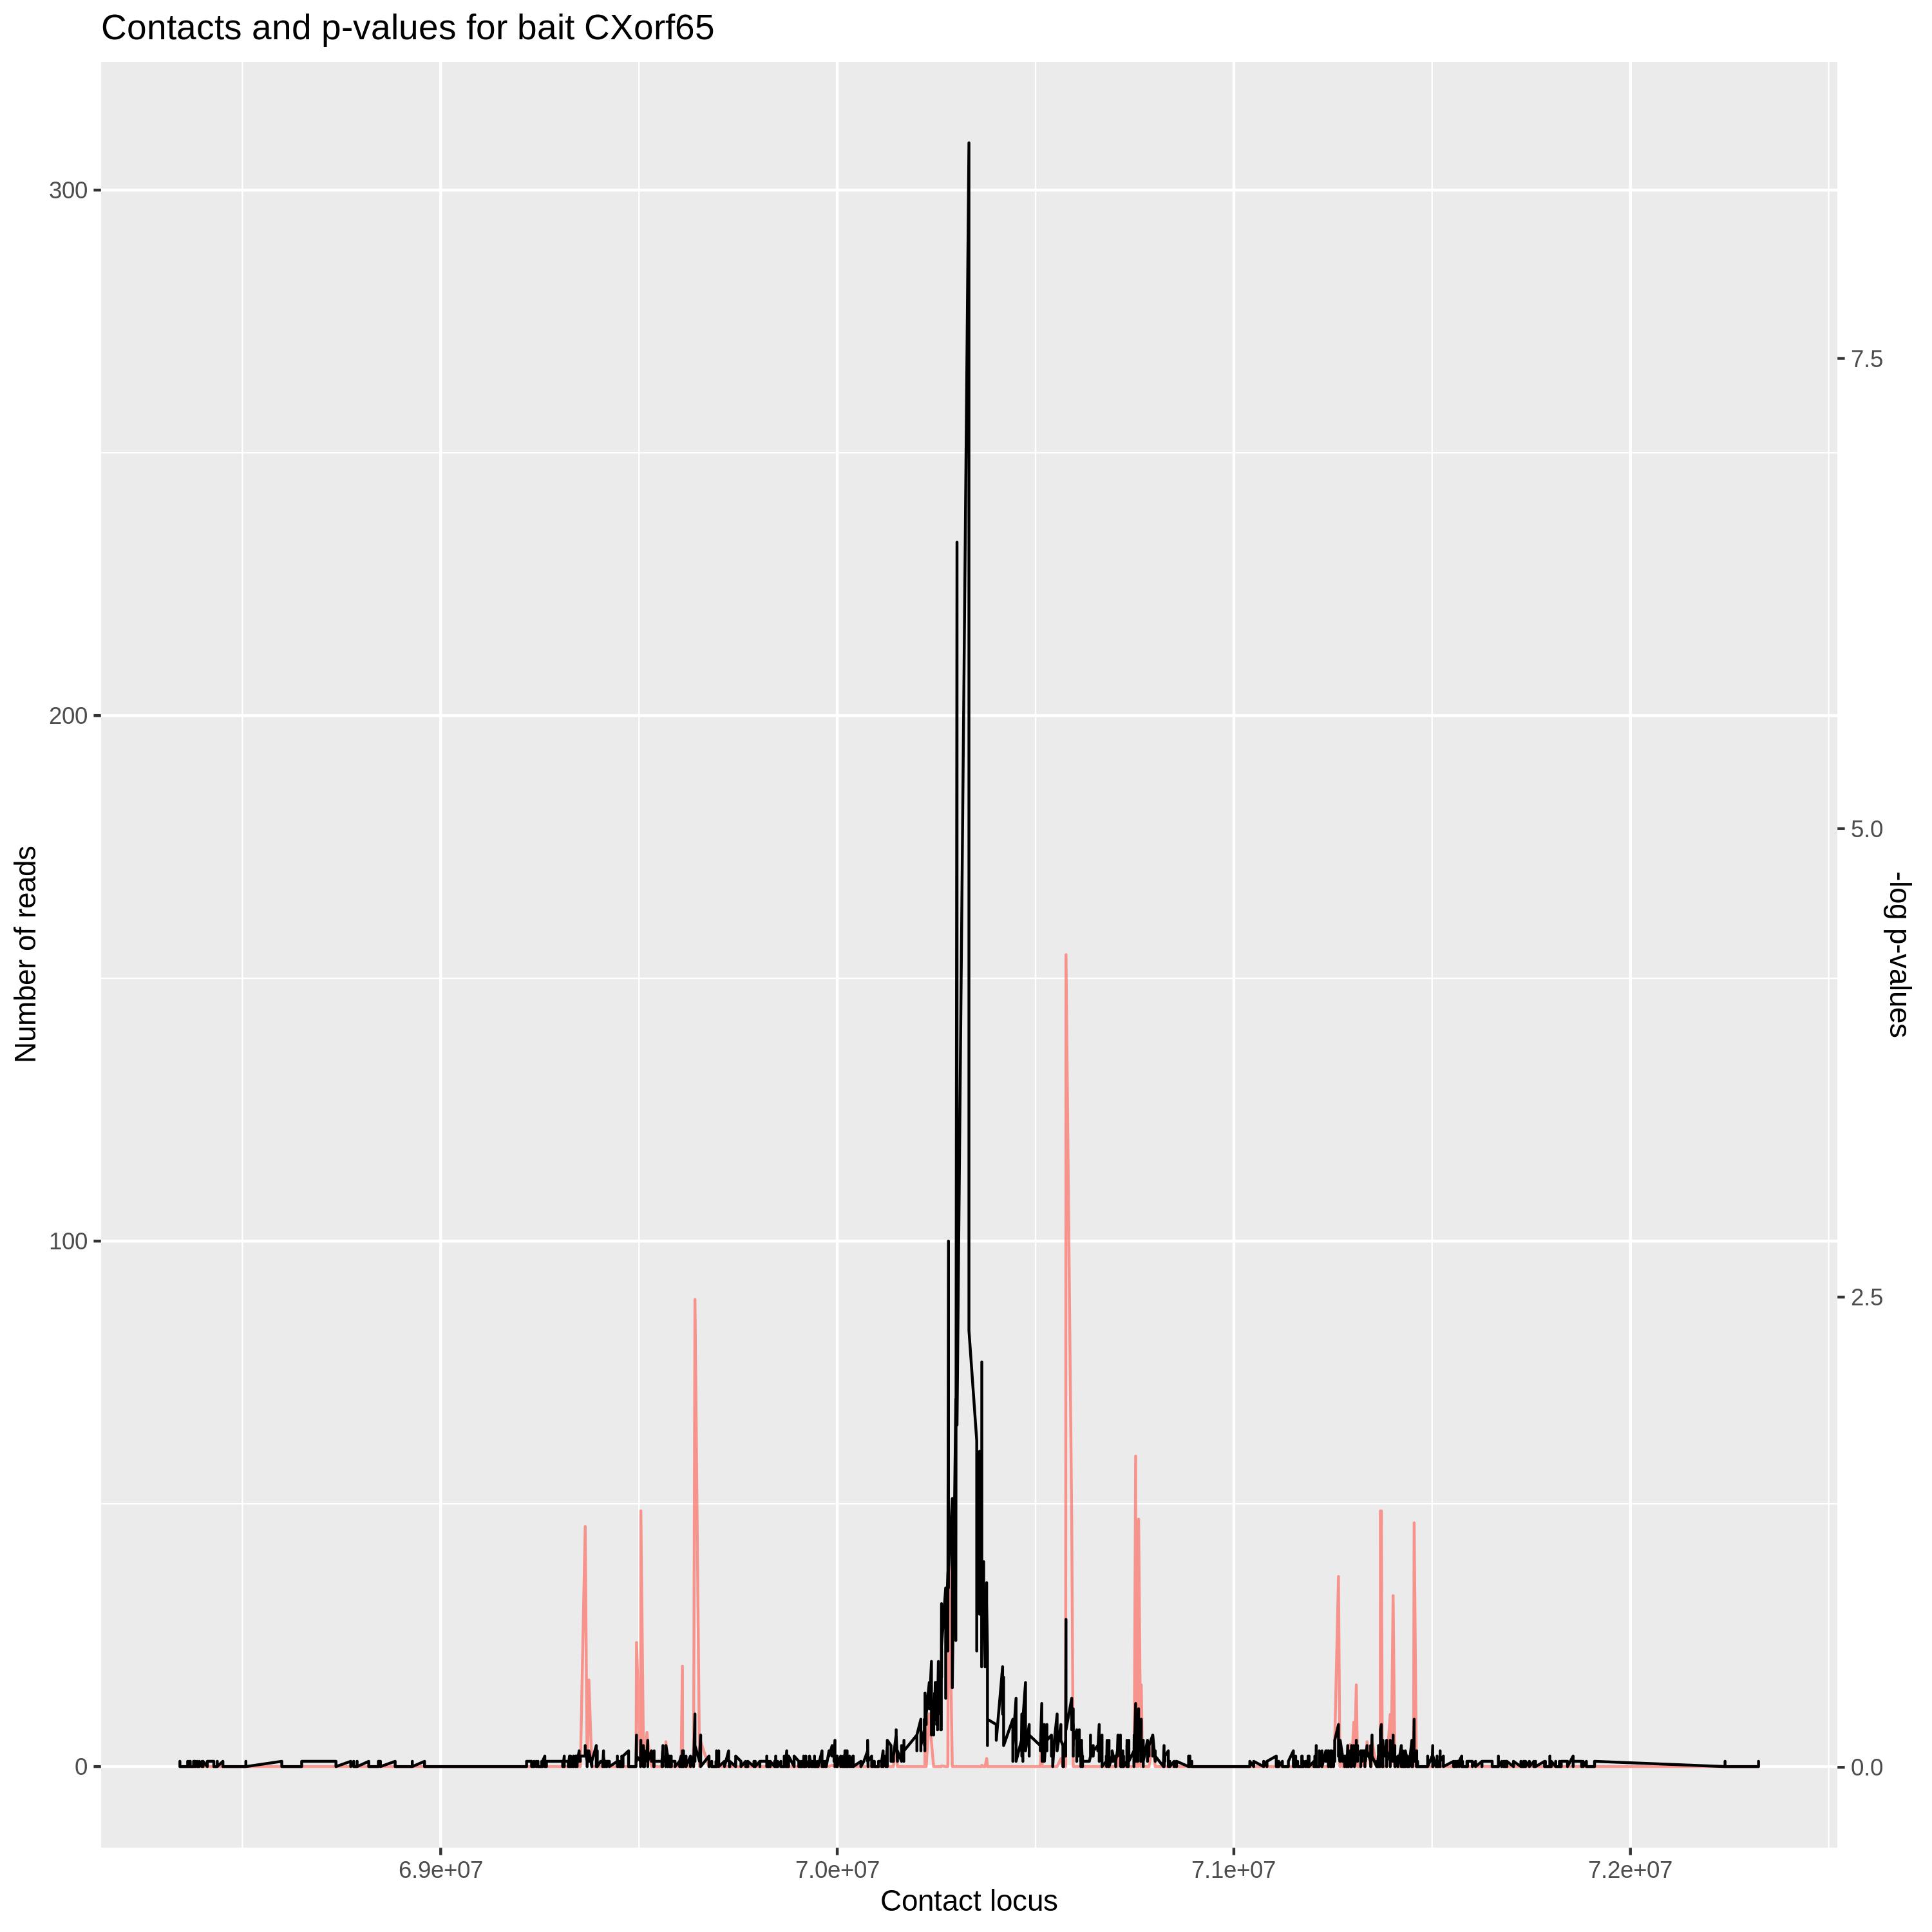 Contacts and p-values for bait CXorf65
Number of reads
300
200
100
0
7.5
5.0
2.5
0.0
-log p-values
6.9e+07 7.0e+07 7.1e+07 7.2e+07
Contact locus